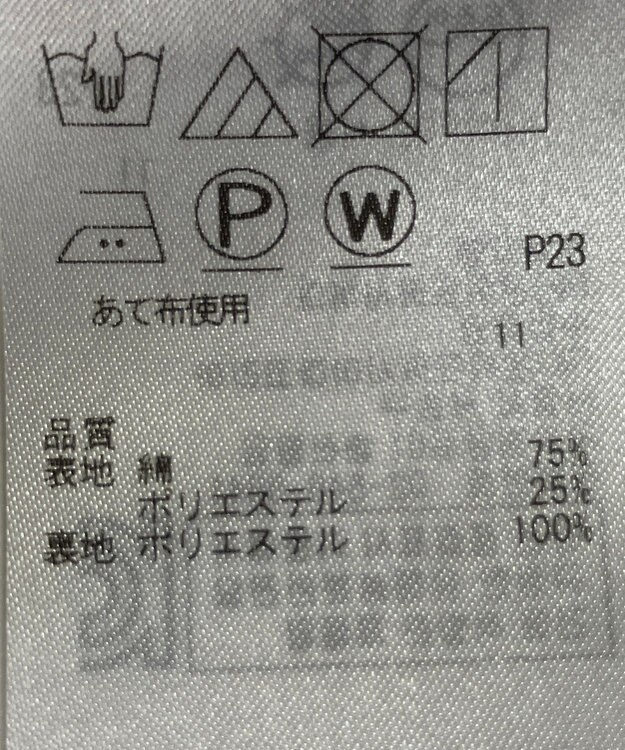 P W
P23
あて布使用
11
品質
表地 綿 75%
ポリエステル 25%
裏地 ポリエステル 100%